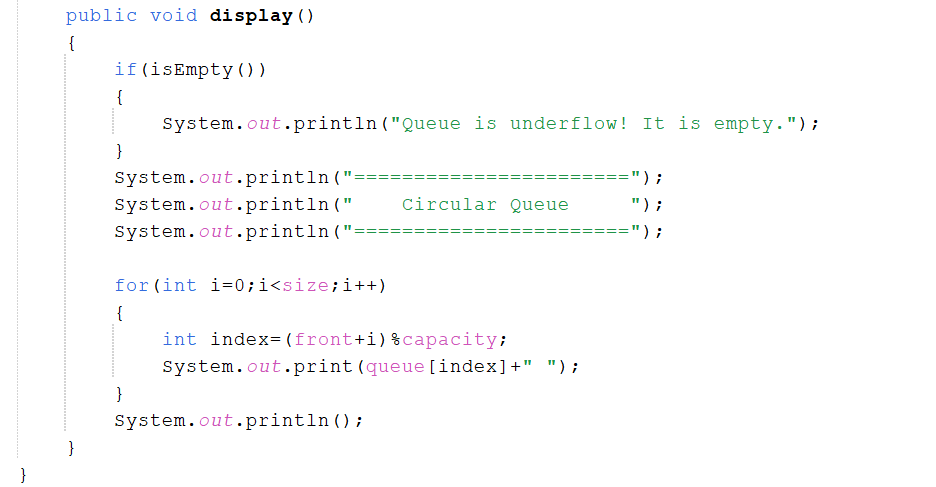 public void display()
{
if(isEmpty())
{
System.out.println("Queue is underflow! It is empty.");
}
System.out.println("=======================");
System.out.println("    Circular Queue     ");
System.out.println("=======================");
for(int i=0;i<size;i++)
{
int index=(front+i)%capacity;
System.out.print(queue[index]+" ");
}
System.out.println();
}
}